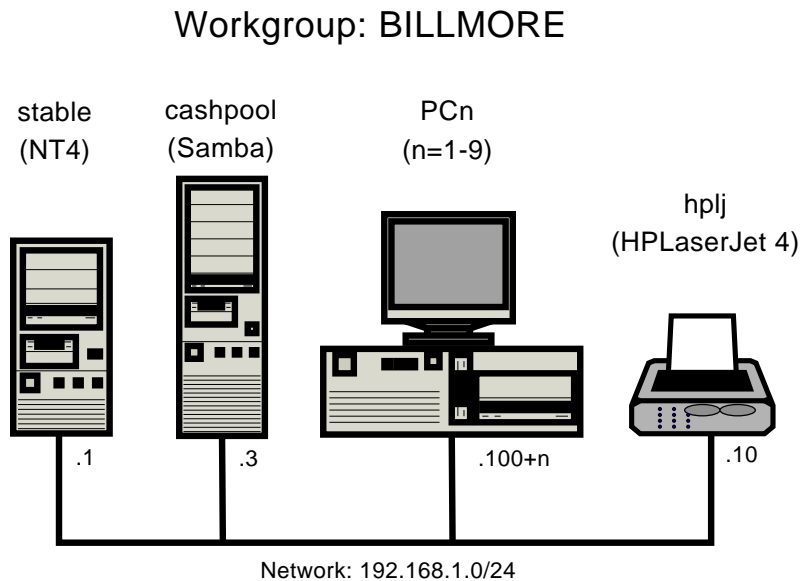 Workgroup: BILLMORE
stable
(NT4)
cashpool
(Samba)
PCn
(n=1-9)
hplj
(HPLaserJet 4)
.1
.3
.100+n
.10
Network: 192.168.1.0/24